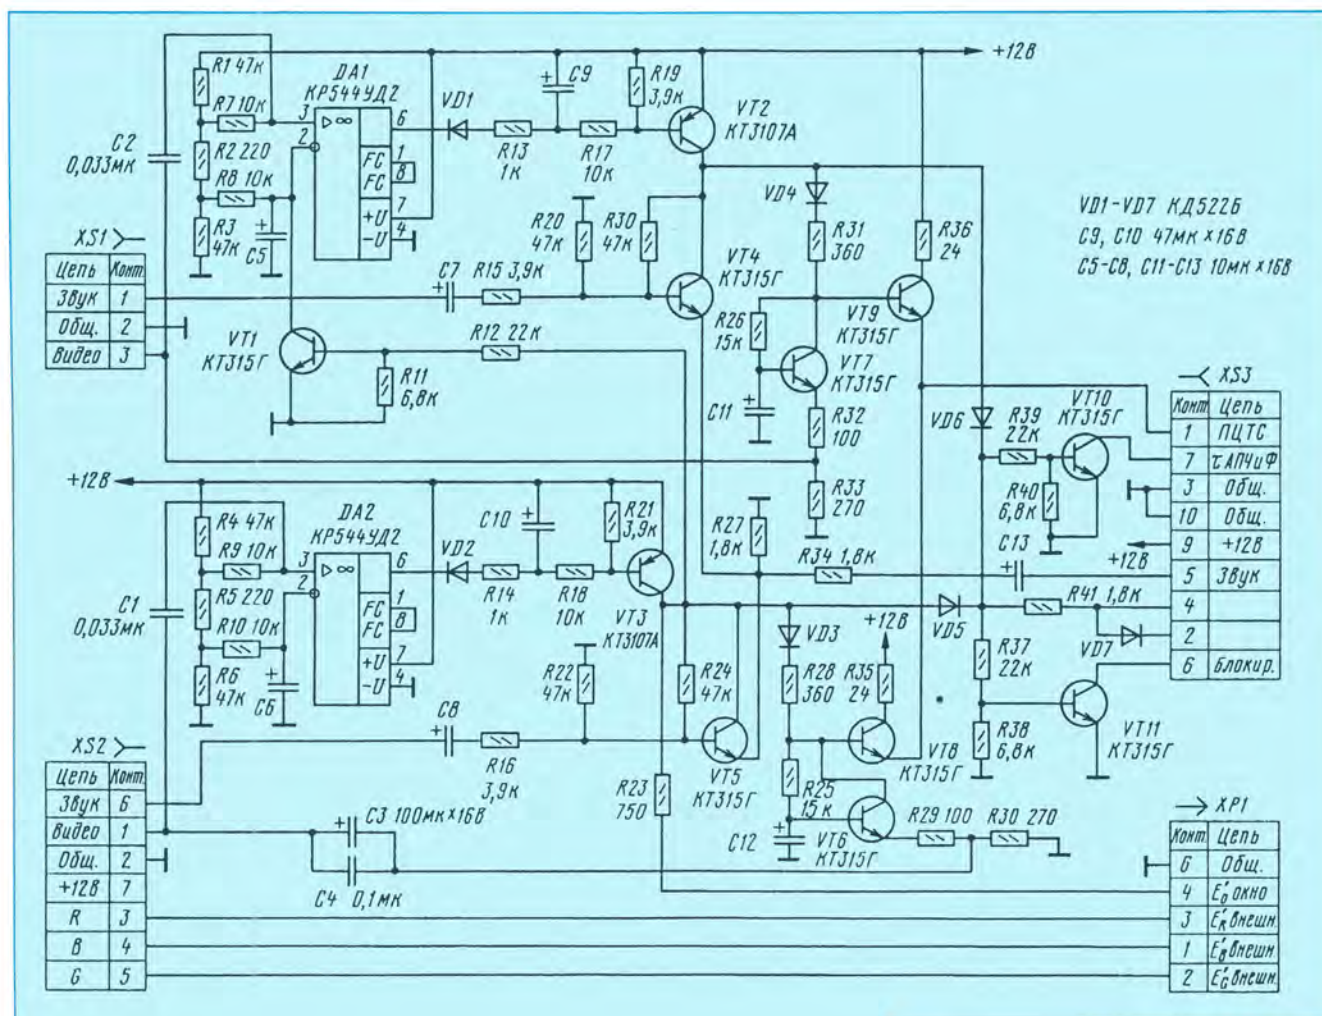 +12В
R1 47к
R7 10к
C2
0,033мк
R2 220
R8 10к
R3
47к
C5
DA1
КР544УД2
3
2
▷∞
FC
FC
+U
-U
6
1
8
7
4
VD1
R13
1к
C9
R17
10к
R19
3,9к
VT2
КТ3107А
VD4
R31
360
R36
24
VD1-VD7 КД522Б
C9, C10 47мк ×16В
C5-C8, C11-C13 10мк ×16В
XS1
Цепь Конт.
Звук 1
Общ. 2
Видео 3
C7
R15 3,9к
R20
47к
R30
47к
VT4
КТ315Г
VT1
КТ315Г
R12 22к
R11
6,8к
R26
15к
VT9
КТ315Г
VT7
КТ315Г
C11
R32
100
R33
270
VD6
R39
22к
VT10
КТ315Г
R40
6,8к
XS3
Конт. Цепь
1 ПЦТС
7 τАПЧиФ
3 Общ.
10 Общ.
9 +12В
5 Звук
4
2
6 Блокир.
+12В
+12В
R4 47к
R9 10к
C1
0,033мк
R5 220
R10 10к
R6
47к
C6
DA2
КР544УД2
3
2
▷∞
FC
FC
+U
-U
6
1
8
7
4
VD2
R14
1к
C10
R18
10к
R21
3,9к
VT3
КТ3107А
R27
1,8к
R34 1,8к
C13
VD5
R41 1,8к
VD7
R37
22к
R38
6,8к
VT11
КТ315Г
VD3
+12В
R28
360
R35
24
R22
47к
R24
47к
C8
R16
3,9к
VT5
КТ315Г
R23
750
VT8
КТ315Г
R25
15к
C12
VT6
КТ315Г
R29 100
R30 270
XS2
Цепь Конт.
Звук 6
Видео 1
Общ. 2
+12В 7
R 3
B 4
G 5
C3 100мк×16В
C4 0,1мк
XP1
Конт. Цепь
6 Общ.
4 E'₀ окно
3 E'R внешн.
1 E'B внешн.
2 E'G внешн.